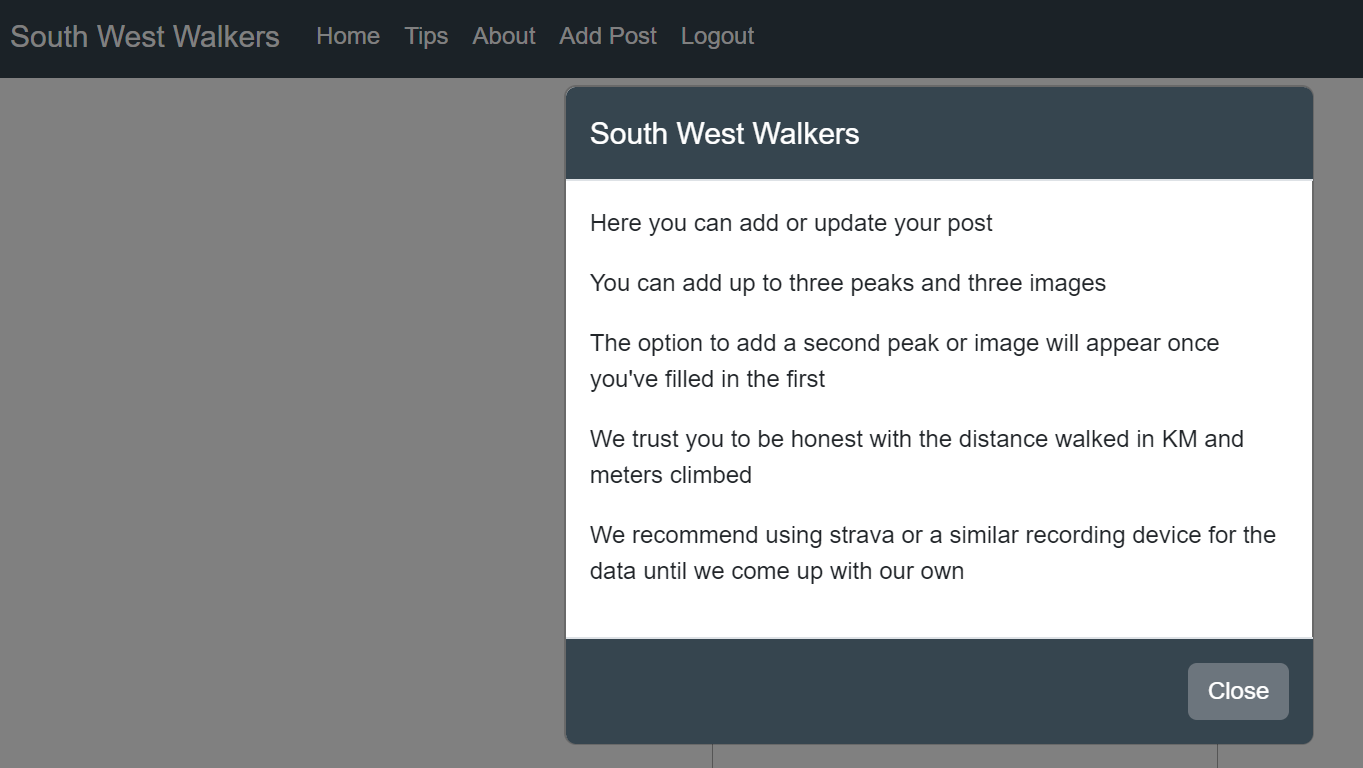 South West Walkers Home Tips About Add Post Logout
South West Walkers
Here you can add or update your post
You can add up to three peaks and three images
The option to add a second peak or image will appear once
you've filled in the first
We trust you to be honest with the distance walked in KM and
meters climbed
We recommend using strava or a similar recording device for the
data until we come up with our own
Close